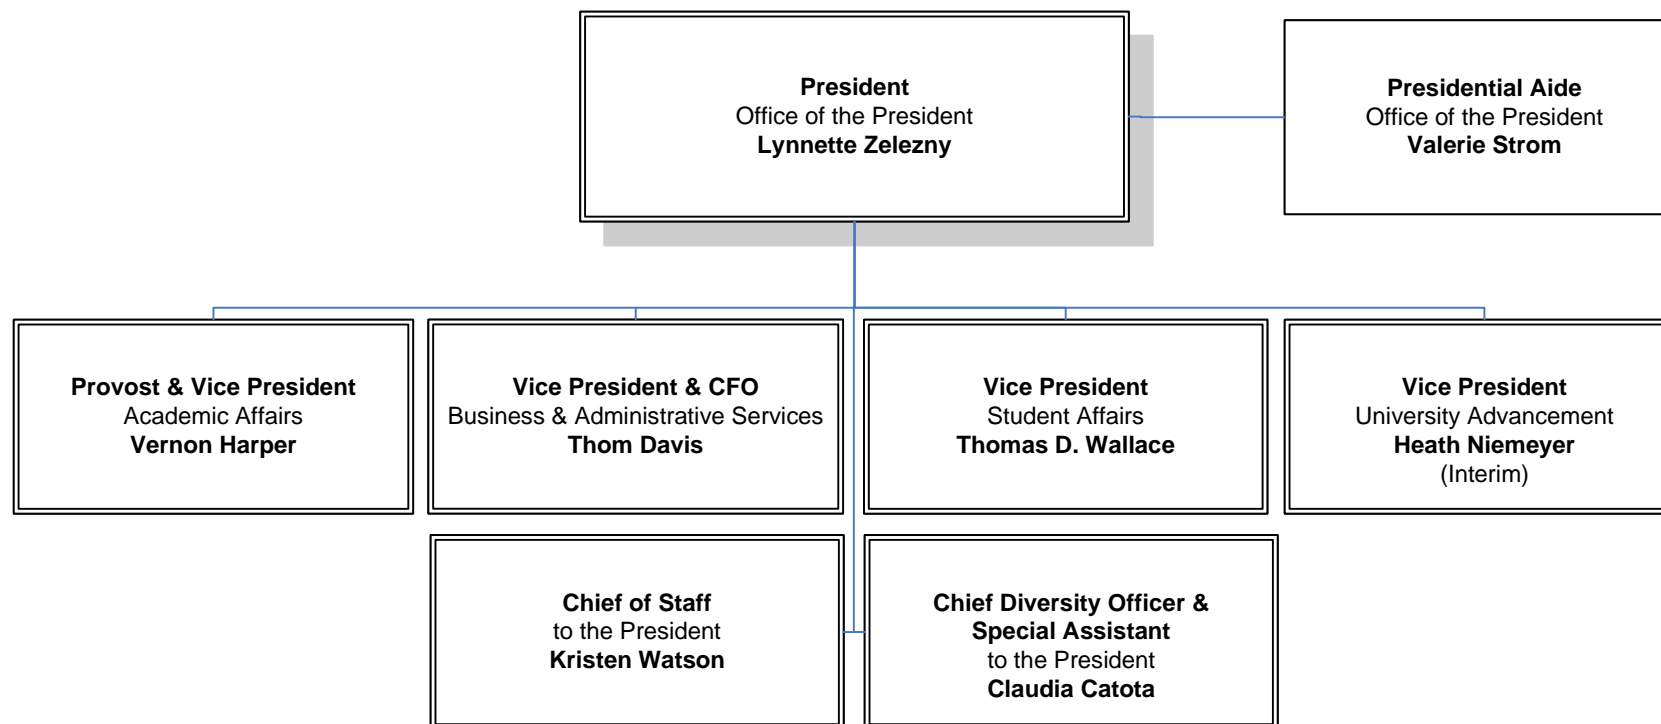 President
Office of the President
Lynnette Zelezny
Presidential Aide
Office of the President
Valerie Strom
Provost & Vice President
Academic Affairs
Vernon Harper
Vice President & CFO
Business & Administrative Services
Thom Davis
Vice President
Student Affairs
Thomas D. Wallace
Vice President
University Advancement
Heath Niemeyer
(Interim)
Chief of Staff
to the President
Kristen Watson
Chief Diversity Officer &
Special Assistant
to the President
Claudia Catota